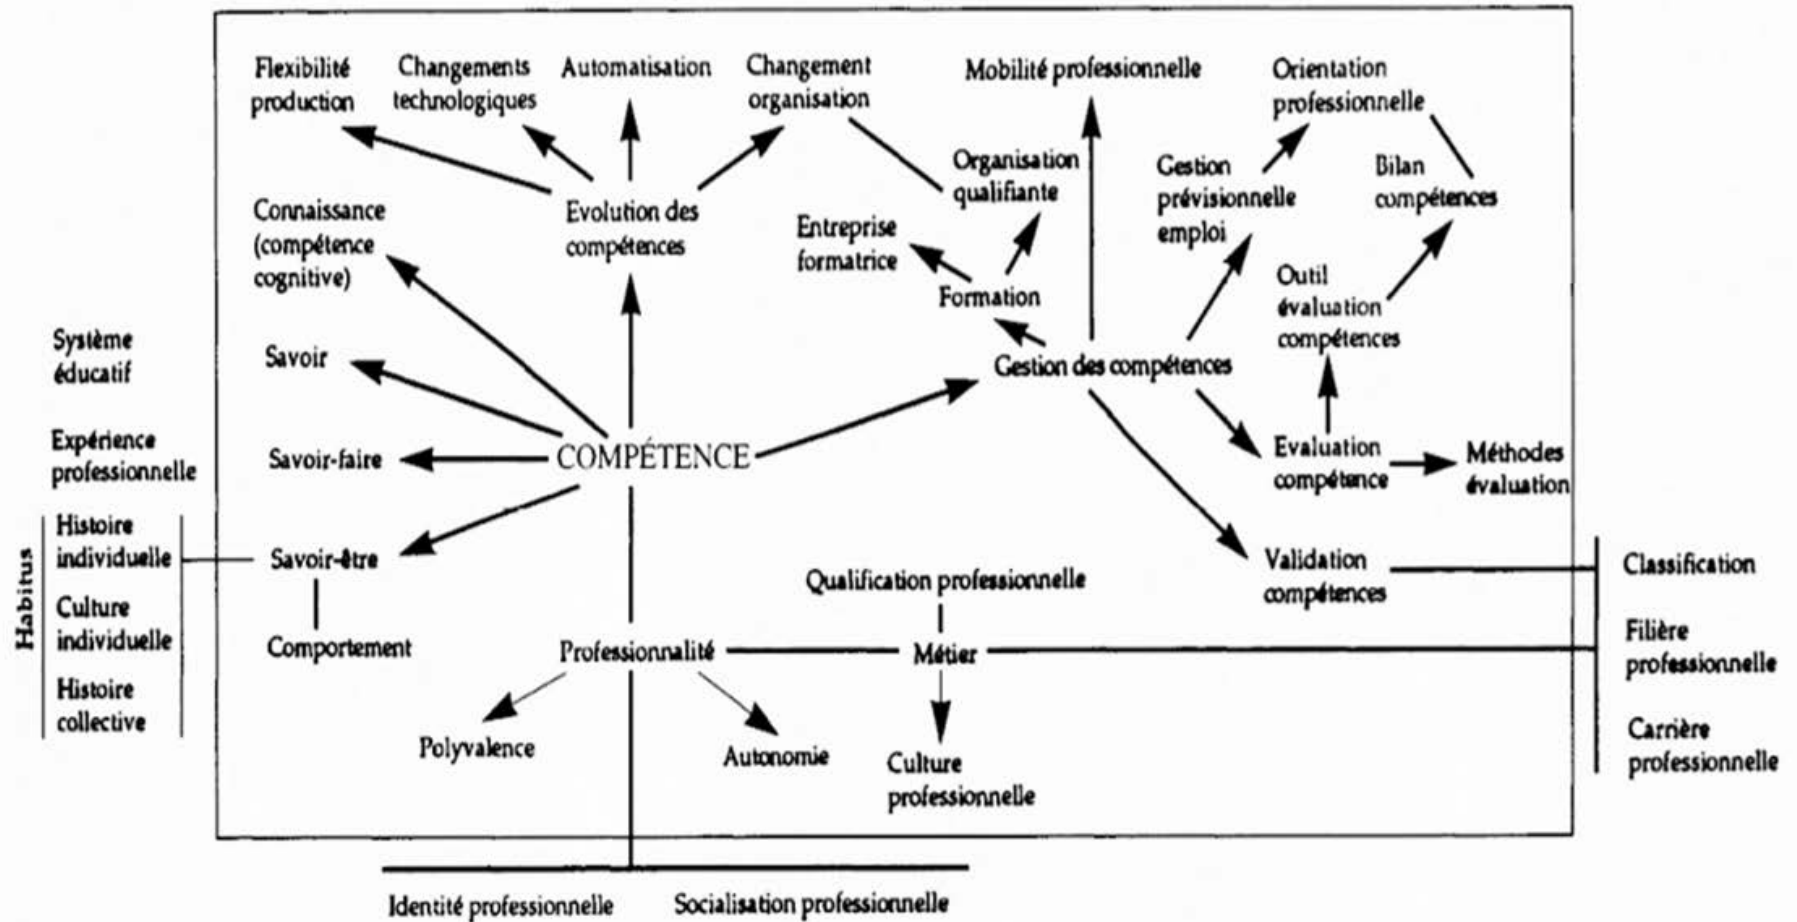 Flexibilité
production
Changements
technologiques
Automatisation
Changement
organisation
Mobilité professionnelle
Orientation
professionnelle
Organisation
qualifiante
Gestion
prévisionnelle
emploi
Bilan
compétences
Connaissance
(compétence
cognitive)
Evolution des
compétences
Entreprise
formatrice
Formation
Outil
évaluation
compétences
Système
éducatif
Savoir
Gestion des compétences
Expérience
professionnelle
Savoir-faire
COMPÉTENCE
Evaluation
compétence
Méthodes
évaluation
Habitus
Histoire
individuelle
Culture
individuelle
Histoire
collective
Savoir-être
Comportement
Qualification professionnelle
Validation
compétences
Classification
Filière
professionnelle
Carrière
professionnelle
Professionnalité
Métier
Polyvalence
Autonomie
Culture
professionnelle
Identité professionnelle
Socialisation professionnelle